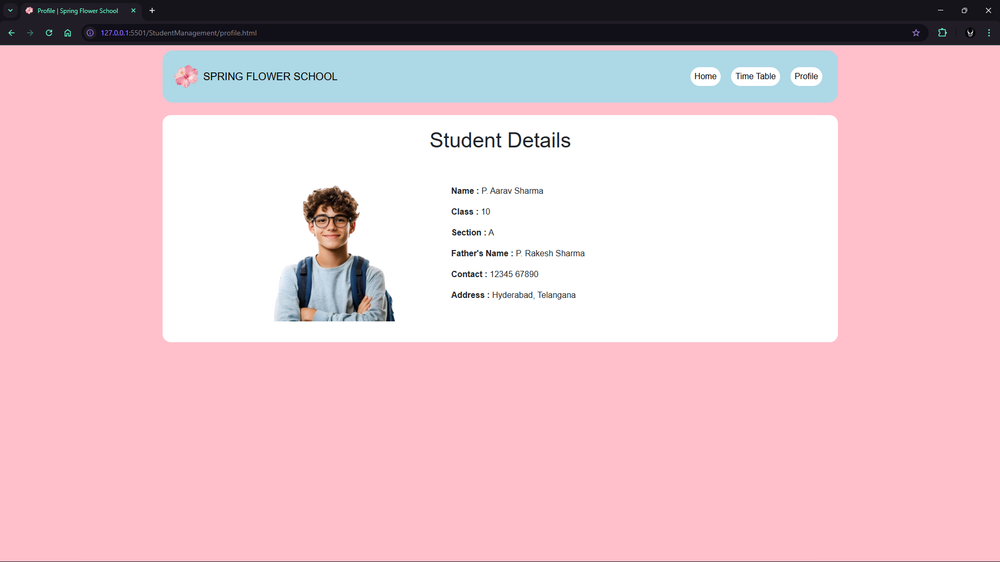 Profile | Spring Flower School
127.0.0.1:5501/StudentManagement/profile.html
SPRING FLOWER SCHOOL
Home
Time Table
Profile
Student Details
Name : P. Aarav Sharma
Class : 10
Section : A
Father's Name : P. Rakesh Sharma
Contact : 12345 67890
Address : Hyderabad, Telangana